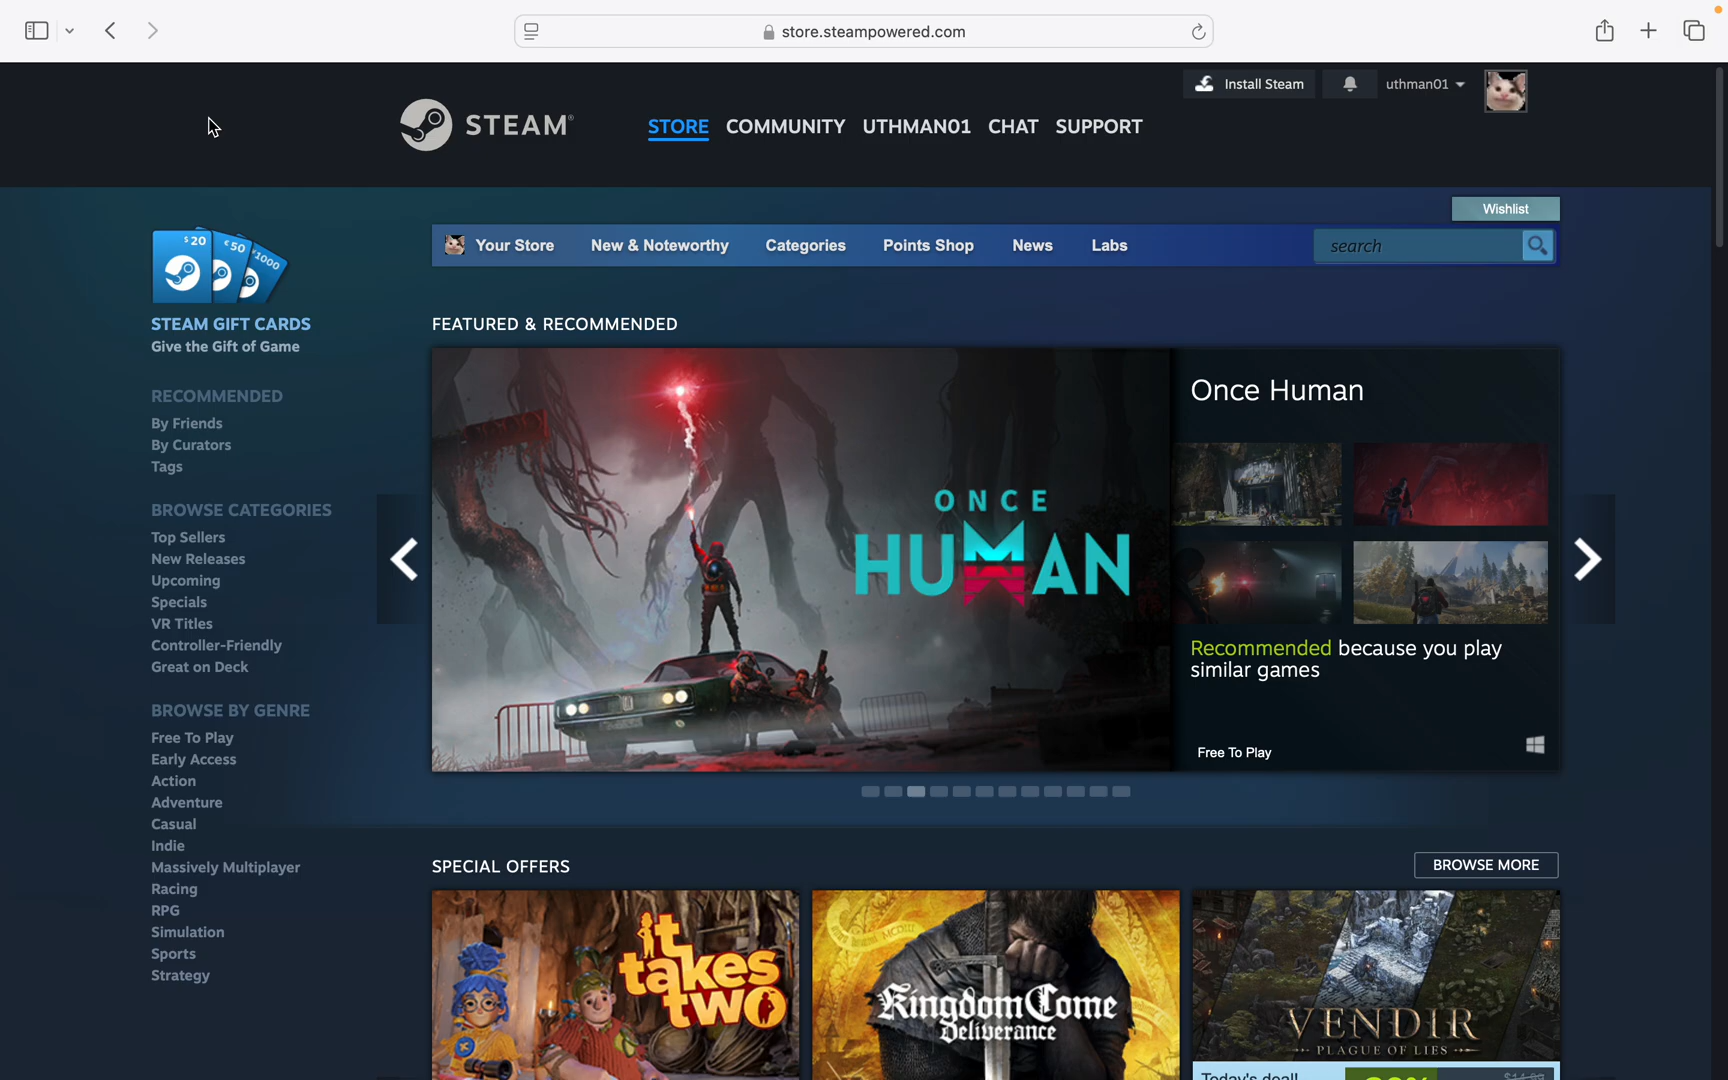 store.steampowered.com
Install Steam
uthman01
STEAM®
STORE COMMUNITY UTHMAN01 CHAT SUPPORT
Wishlist
Your Store New & Noteworthy Categories Points Shop News Labs
search
$20 €50 ¥1000
STEAM GIFT CARDS
Give the Gift of Game
RECOMMENDED
By Friends
By Curators
Tags
BROWSE CATEGORIES
Top Sellers
New Releases
Upcoming
Specials
VR Titles
Controller-Friendly
Great on Deck
BROWSE BY GENRE
Free To Play
Early Access
Action
Adventure
Casual
Indie
Massively Multiplayer
Racing
RPG
Simulation
Sports
Strategy
FEATURED & RECOMMENDED
ONCE
HUMAN
Once Human
Recommended because you play
similar games
Free To Play
SPECIAL OFFERS
BROWSE MORE
it
takes
two
Kingdom Come
Deliverance
VENDIR
PLAGUE OF LIES
Today's deal!